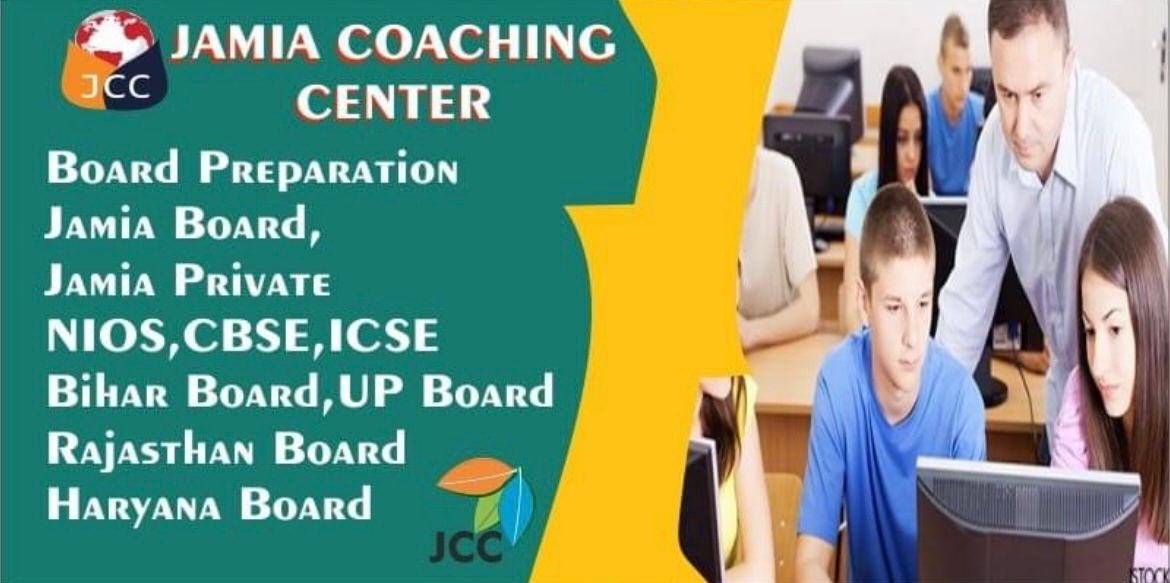 JCC
JAMIA COACHING
CENTER
Board Preparation
Jamia Board,
Jamia Private
NIOS,CBSE,ICSE
Bihar Board,UP Board
Rajasthan Board
Haryana Board
JCC
ISTOCK